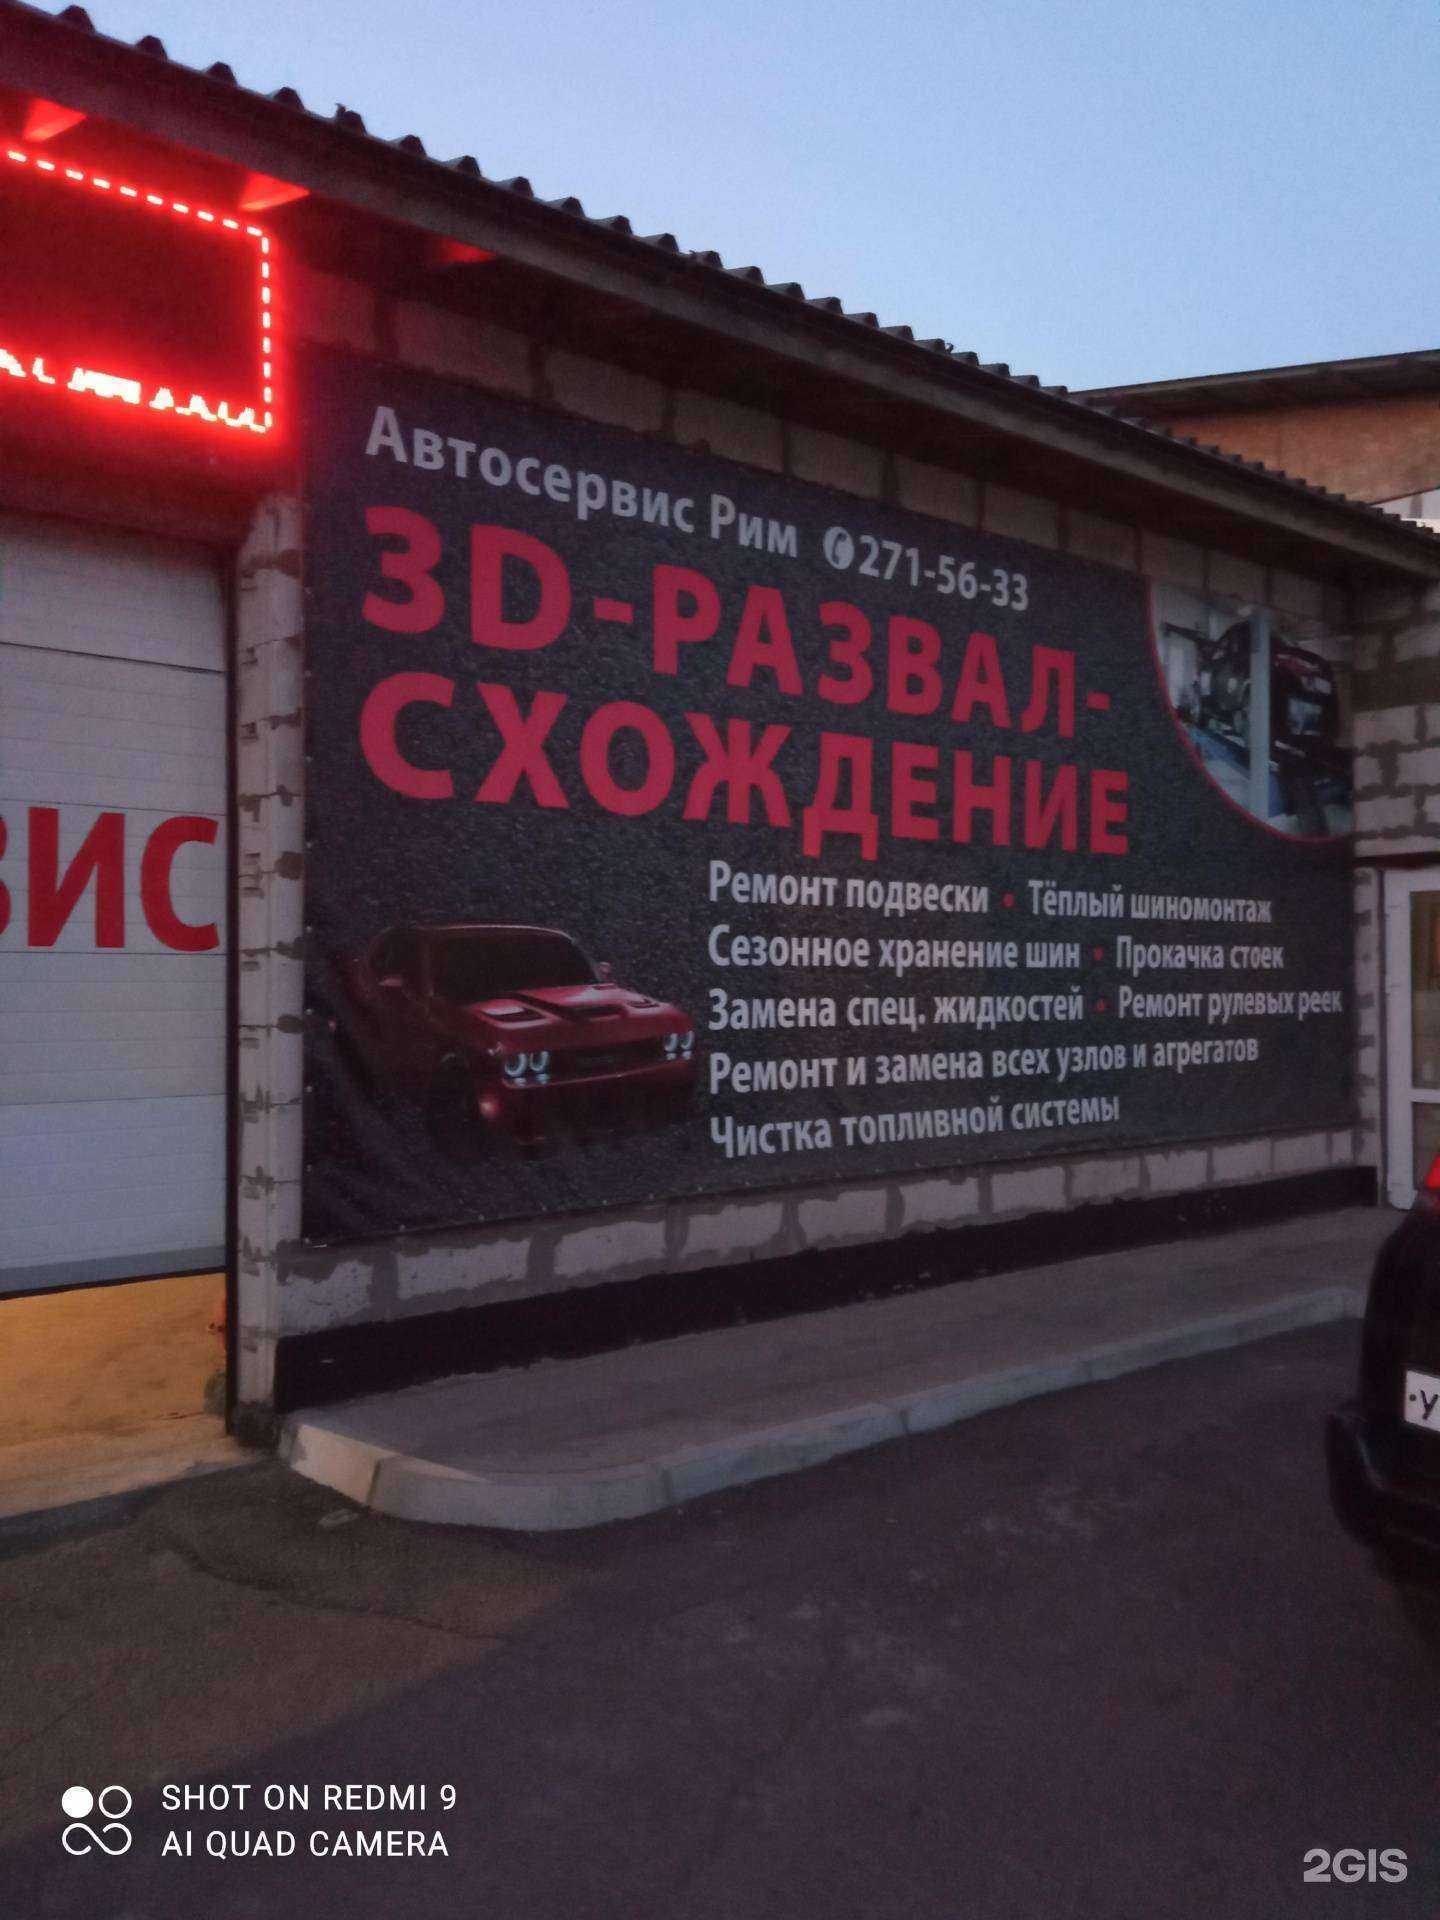 Автосервис Рим ✆271-56-33
3D-РАЗВАЛ-
СХОЖДЕНИЕ
ВИС
Ремонт подвески • Тёплый шиномонтаж
Сезонное хранение шин • Прокачка стоек
Замена спец. жидкостей • Ремонт рулевых реек
Ремонт и замена всех узлов и агрегатов
Чистка топливной системы
У
SHOT ON REDMI 9
AI QUAD CAMERA
2GIS